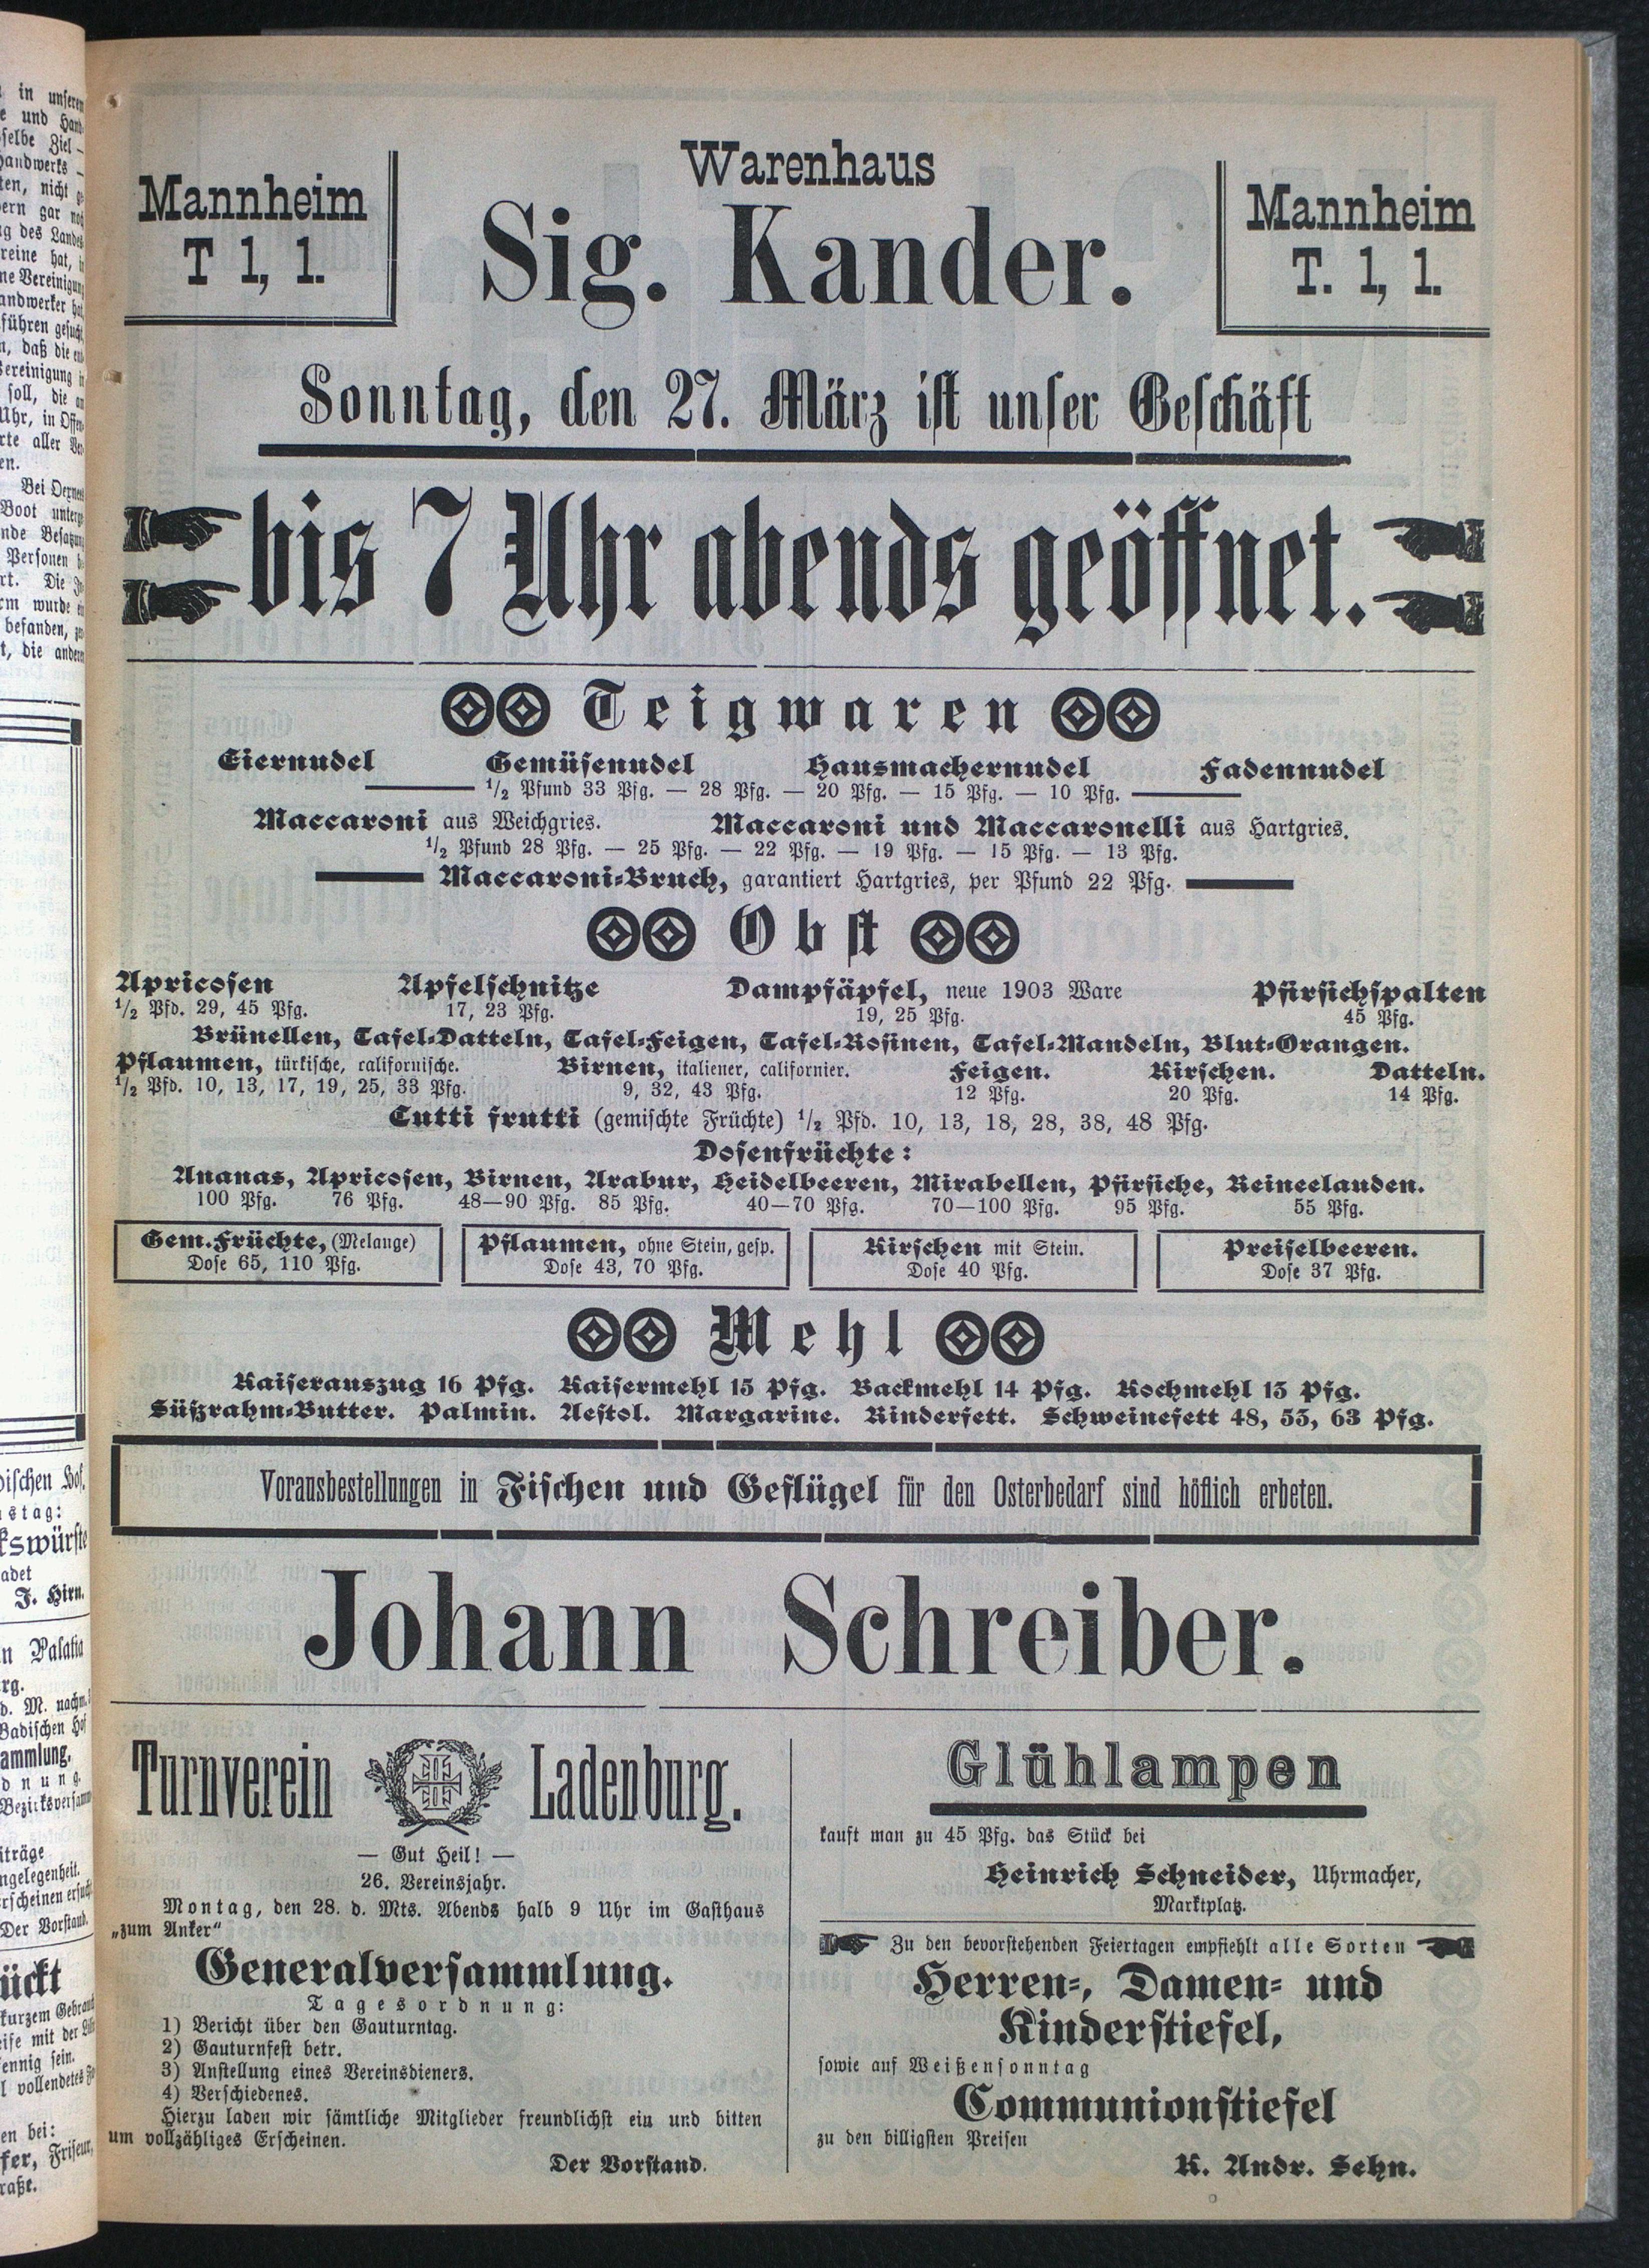 Mannheim
T 1, 1.
Warenhaus
Sig. Kander.
Mannheim
T. 1, 1.
Sonntag, den 27. März ist unser Geschäft
bis 7 Uhr abends geöffnet.
Teigwaren
Eiernudel Gemüsenudel Hausmachernudel Fadennudel
1/2 Pfund 33 Pfg. — 28 Pfg. — 20 Pfg. — 15 Pfg. — 10 Pfg.
Maccaroni aus Weichgries. Maccaroni und Maccaronelli aus Hartgries.
1/2 Pfund 28 Pfg. — 25 Pfg. — 22 Pfg. — 19 Pfg. — 15 Pfg. — 13 Pfg.
Maccaroni-Bruch, garantiert Hartgries, per Pfund 22 Pfg.
Obst
Apricosen Apfelschnitze Dampfäpfel, neue 1903 Ware Pfirsichspalten
1/2 Pfd. 29, 45 Pfg. 17, 23 Pfg. 19, 25 Pfg. 45 Pfg.
Brünellen, Tafel-Datteln, Tafel-Feigen, Tafel-Rosinen, Tafel-Mandeln, Blut-Orangen.
Pflaumen, türkische, californische. Birnen, italiener, californier. Feigen. Kirschen. Datteln.
1/2 Pfd. 10, 13, 17, 19, 25, 33 Pfg. 9, 32, 43 Pfg. 12 Pfg. 20 Pfg. 14 Pfg.
Tutti frutti (gemischte Früchte) 1/2 Pfd. 10, 13, 18, 28, 38, 48 Pfg.
Dosenfrüchte:
Ananas, Apricosen, Birnen, Arabur, Heidelbeeren, Mirabellen, Pfirsiche, Reineclauden.
100 Pfg. 76 Pfg. 48—90 Pfg. 85 Pfg. 40—70 Pfg. 70—100 Pfg. 95 Pfg. 55 Pfg.
Gem. Früchte, (Melange)
Dose 65, 110 Pfg.
Pflaumen, ohne Stein, gesp.
Dose 43, 70 Pfg.
Kirschen mit Stein.
Dose 40 Pfg.
Preiselbeeren.
Dose 37 Pfg.
Mehl
Kaiserauszug 16 Pfg. Kaisermehl 15 Pfg. Backmehl 14 Pfg. Kochmehl 13 Pfg.
Süßrahm-Butter. Palmin. Aestol. Margarine. Rinderfett. Schweinefett 48, 53, 63 Pfg.
Vorausbestellungen in Fischen und Geflügel für den Osterbedarf sind höflich erbeten.
Johann Schreiber.
Turnverein Ladenburg.
— Gut Heil! —
26. Vereinsjahr.
Montag, den 28. d. Mts. Abends halb 9 Uhr im Gasthaus
„zum Anker“
Generalversammlung.
Tagesordnung:
1) Bericht über den Gauturntag.
2) Gauturnfest betr.
3) Anstellung eines Vereinsdieners.
4) Verschiedenes.
Hierzu laden wir sämtliche Mitglieder freundlichst ein und bitten
um vollzähliges Erscheinen.
Der Vorstand.
Glühlampen
kauft man zu 45 Pfg. das Stück bei
Heinrich Schneider, Uhrmacher,
Marktplatz.
Zu den bevorstehenden Feiertagen empfiehlt alle Sorten
Herren-, Damen- und
Kinderstiefel,
sowie auf Weißensonntag
Communionstiefel
zu den billigsten Preisen
K. Andr. Sehn.